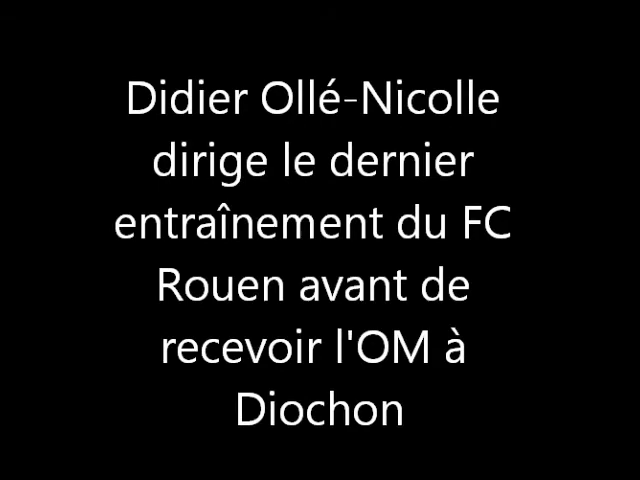 Didier Ollé-Nicolle
dirige le dernier
entraînement du FC
Rouen avant de
recevoir l'OM à
Diochon